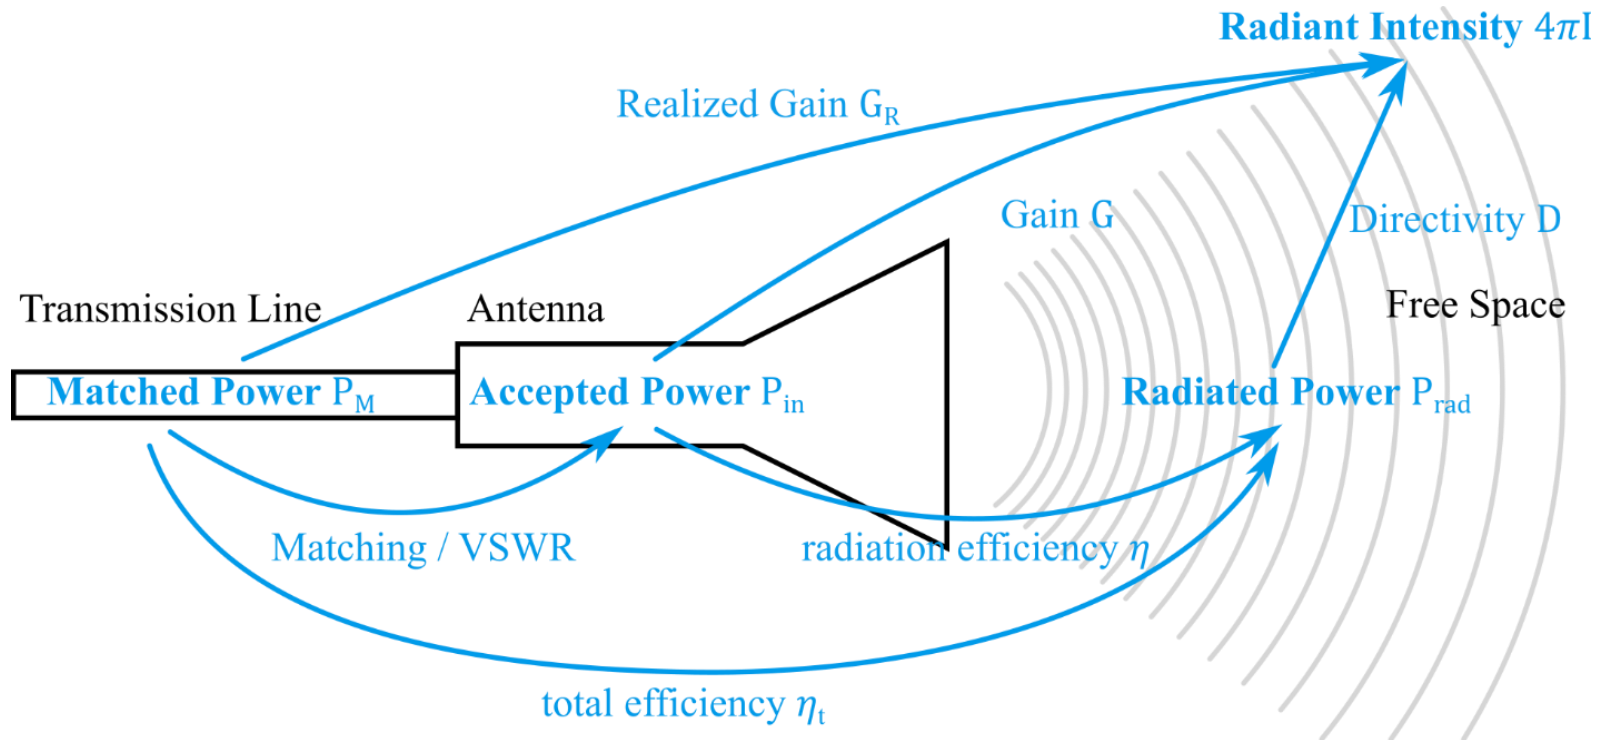 Radiant Intensity 4πI
Realized Gain G_R
Gain G
Directivity D
Transmission Line
Antenna
Free Space
Matched Power P_M
Accepted Power P_in
Radiated Power P_rad
Matching / VSWR
radiation efficiency η
total efficiency η_t